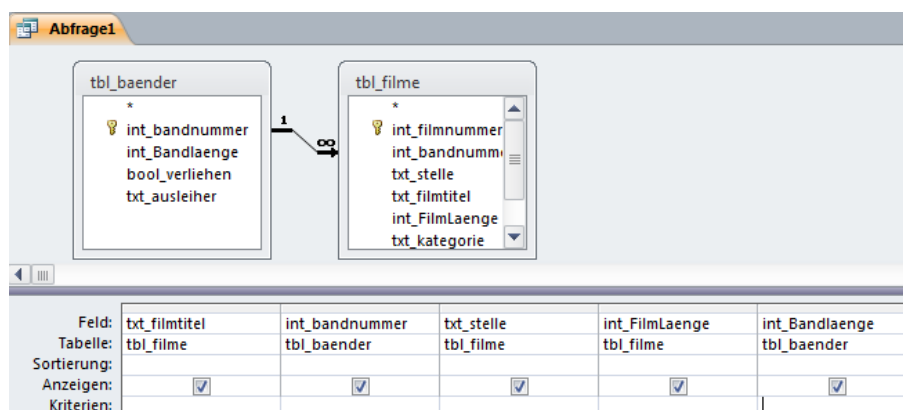 Abfrage1
tbl_baender
*
int_bandnummer
int_Bandlaenge
bool_verliehen
txt_ausleiher
1
∞
tbl_filme
*
int_filmnummer
int_bandnumm
txt_stelle
txt_filmtitel
int_FilmLaenge
txt_kategorie
Feld: txt_filmtitel int_bandnummer txt_stelle int_FilmLaenge int_Bandlaenge
Tabelle: tbl_filme tbl_baender tbl_filme tbl_filme tbl_baender
Sortierung:
Anzeigen:
Kriterien: